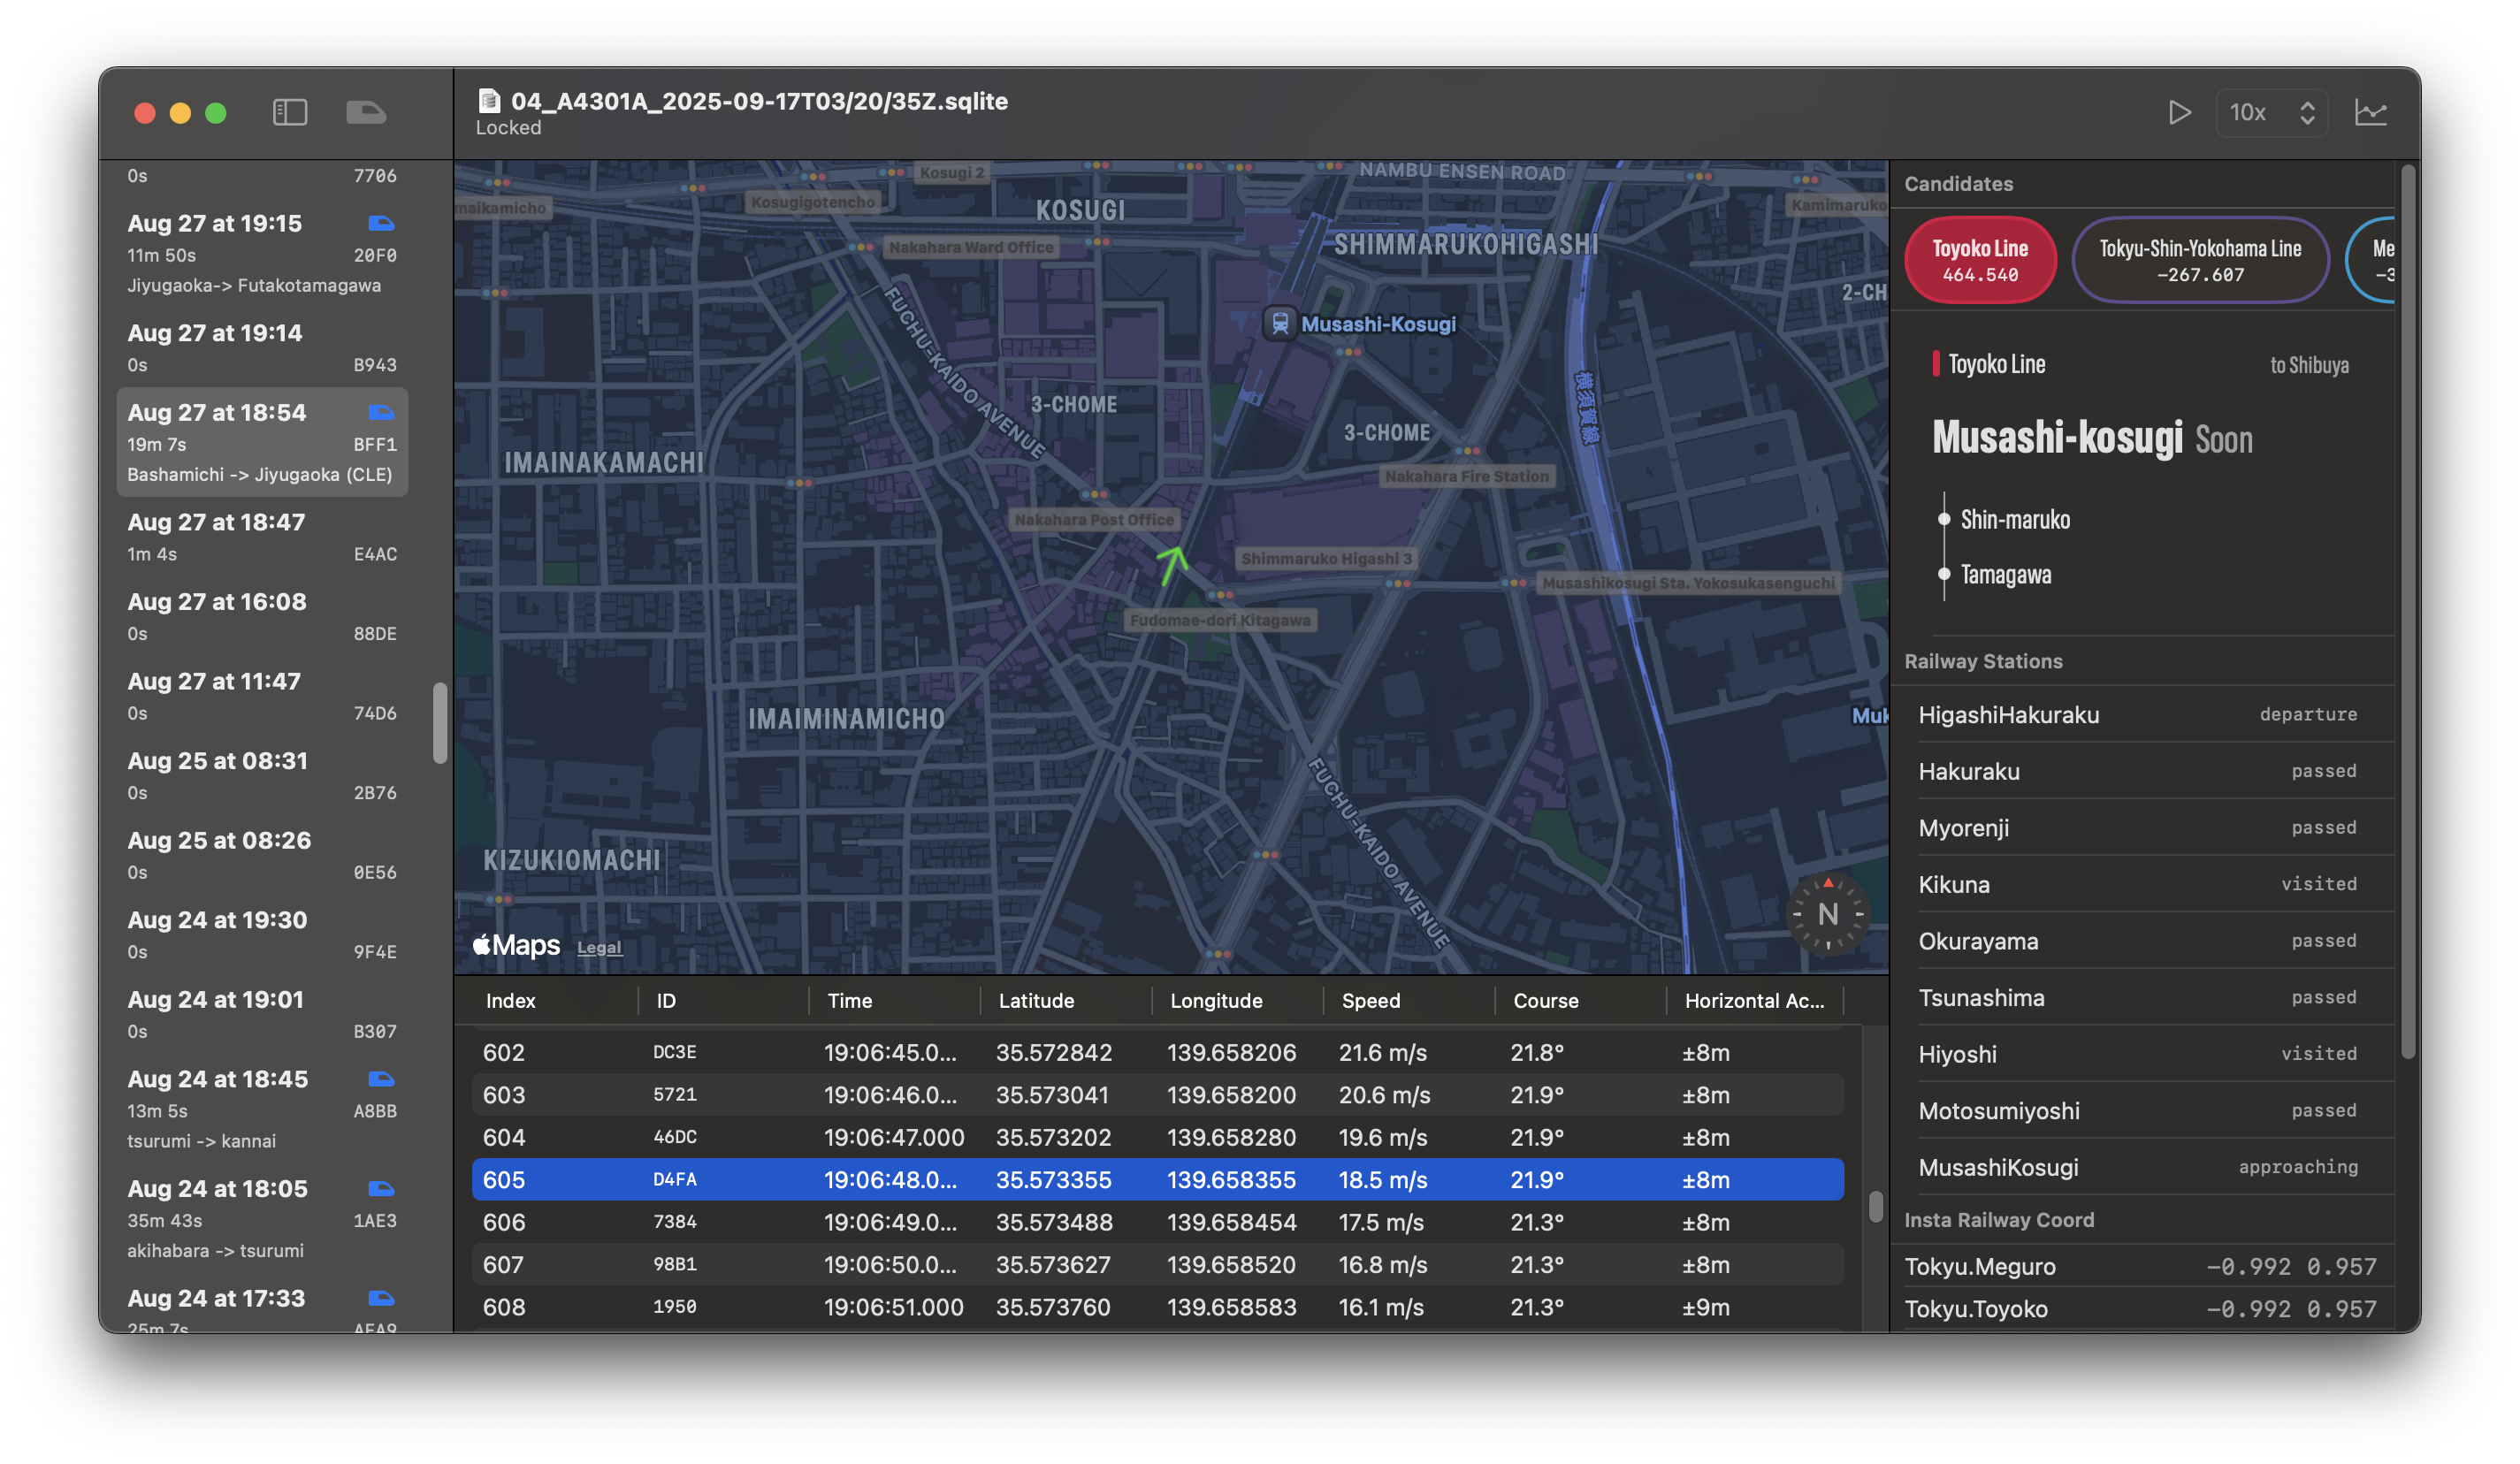 04_A4301A_2025-09-17T03/20/35Z.sqlite
Locked
10x
0s 7706
Aug 27 at 19:15
11m 50s 20F0
Jiyugaoka-> Futakotamagawa
Aug 27 at 19:14
0s B943
Aug 27 at 18:54
19m 7s BFF1
Bashamichi -> Jiyugaoka (CLE)
Aug 27 at 18:47
1m 4s E4AC
Aug 27 at 16:08
0s 88DE
Aug 27 at 11:47
0s 74D6
Aug 25 at 08:31
0s 2B76
Aug 25 at 08:26
0s 0E56
Aug 24 at 19:30
0s 9F4E
Aug 24 at 19:01
0s B307
Aug 24 at 18:45
13m 5s A8BB
tsurumi -> kannai
Aug 24 at 18:05
35m 43s 1AE3
akihabara -> tsurumi
Aug 24 at 17:33
25m 7s AFA9
Kosugi 2
NAMBU ENSEN ROAD
maikamicho
Kosugigotencho
KOSUGI
Kamimaruko
Nakahara Ward Office
SHIMMARUKOHIGASHI
2-CH
Musashi-Kosugi
FUCHU-KAIDO AVENUE
3-CHOME
横須賀線
3-CHOME
IMAINAKAMACHI
Nakahara Fire Station
Nakahara Post Office
Shimmaruko Higashi 3
Musashikosugi Sta. Yokosukasenguchi
Fudomae-dori Kitagawa
IMAIMINAMICHO
Muk
FUCHU-KAIDO AVENUE
KIZUKIOMACHI
N
Maps Legal
Index ID Time Latitude Longitude Speed Course Horizontal Ac...
602 DC3E 19:06:45.0... 35.572842 139.658206 21.6 m/s 21.8° ±8m
603 5721 19:06:46.0... 35.573041 139.658200 20.6 m/s 21.9° ±8m
604 46DC 19:06:47.000 35.573202 139.658280 19.6 m/s 21.9° ±8m
605 D4FA 19:06:48.0... 35.573355 139.658355 18.5 m/s 21.9° ±8m
606 7384 19:06:49.0... 35.573488 139.658454 17.5 m/s 21.3° ±8m
607 98B1 19:06:50.0... 35.573627 139.658520 16.8 m/s 21.3° ±8m
608 1950 19:06:51.000 35.573760 139.658583 16.1 m/s 21.3° ±9m
Candidates
Toyoko Line
464.540
Tokyu-Shin-Yokohama Line
-267.607
Me
-3
Toyoko Line to Shibuya
Musashi-kosugi Soon
Shin-maruko
Tamagawa
Railway Stations
HigashiHakuraku departure
Hakuraku passed
Myorenji passed
Kikuna visited
Okurayama passed
Tsunashima passed
Hiyoshi visited
Motosumiyoshi passed
MusashiKosugi approaching
Insta Railway Coord
Tokyu.Meguro -0.992 0.957
Tokyu.Toyoko -0.992 0.957